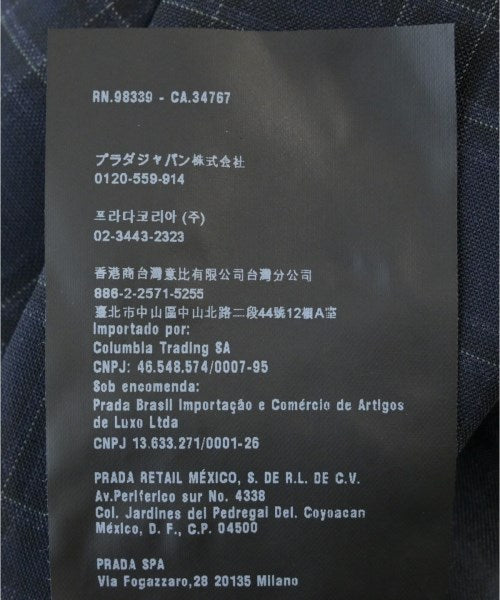 RN.98339 - CA.34767
プラダジャパン株式会社
0120-559-914
프라다코리아 (주)
02-3443-2323
香港商台灣意比有限公司台灣分公司
886-2-2571-5255
臺北市中山區中山北路二段44號12樓A室
Importado por:
Columbia Trading SA
CNPJ: 46.548.574/0007-95
Sob encomenda:
Prada Brasil Importação e Comércio de Artigos
de Luxo Ltda
CNPJ 13.633.271/0001-26
PRADA RETAIL MÉXICO, S. DE R.L. DE C.V.
Av.Periferico sur No. 4338
Col. Jardines del Pedregal Del. Coyoacan
México, D. F., C.P. 04500
PRADA SPA
Via Fogazzaro,28 20135 Milano